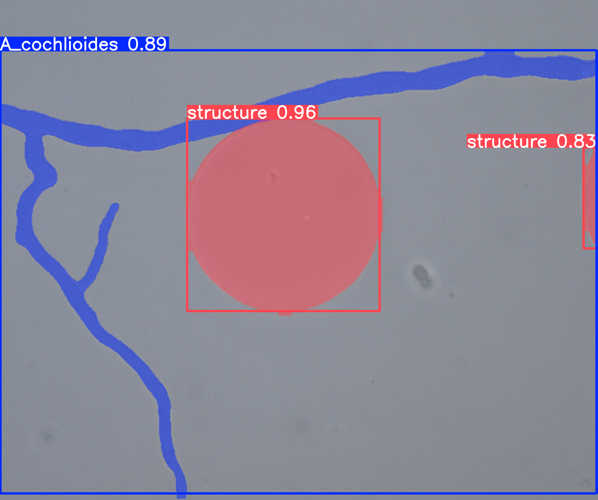 A_cochlioides 0.89
structure 0.96
structure 0.83